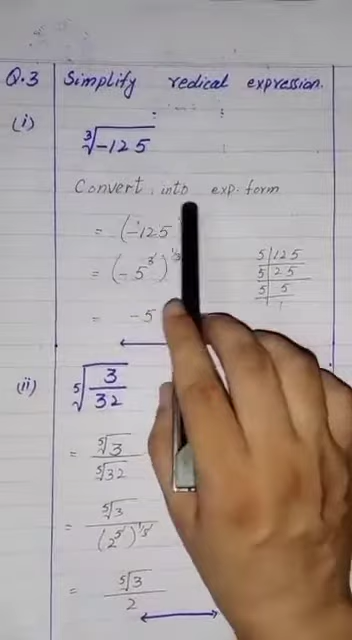 Q.3 Simplify redical expression.
(i) ∛-125
Convert into exp. form
= (-125
= (-5³)^1/3
5 | 125
5 | 25
5 | 5
1
= -5
(ii) ⁵√(3/32)
= ⁵√3 / ⁵√32
= ⁵√3 / (2⁵)^1/5
= ⁵√3 / 2